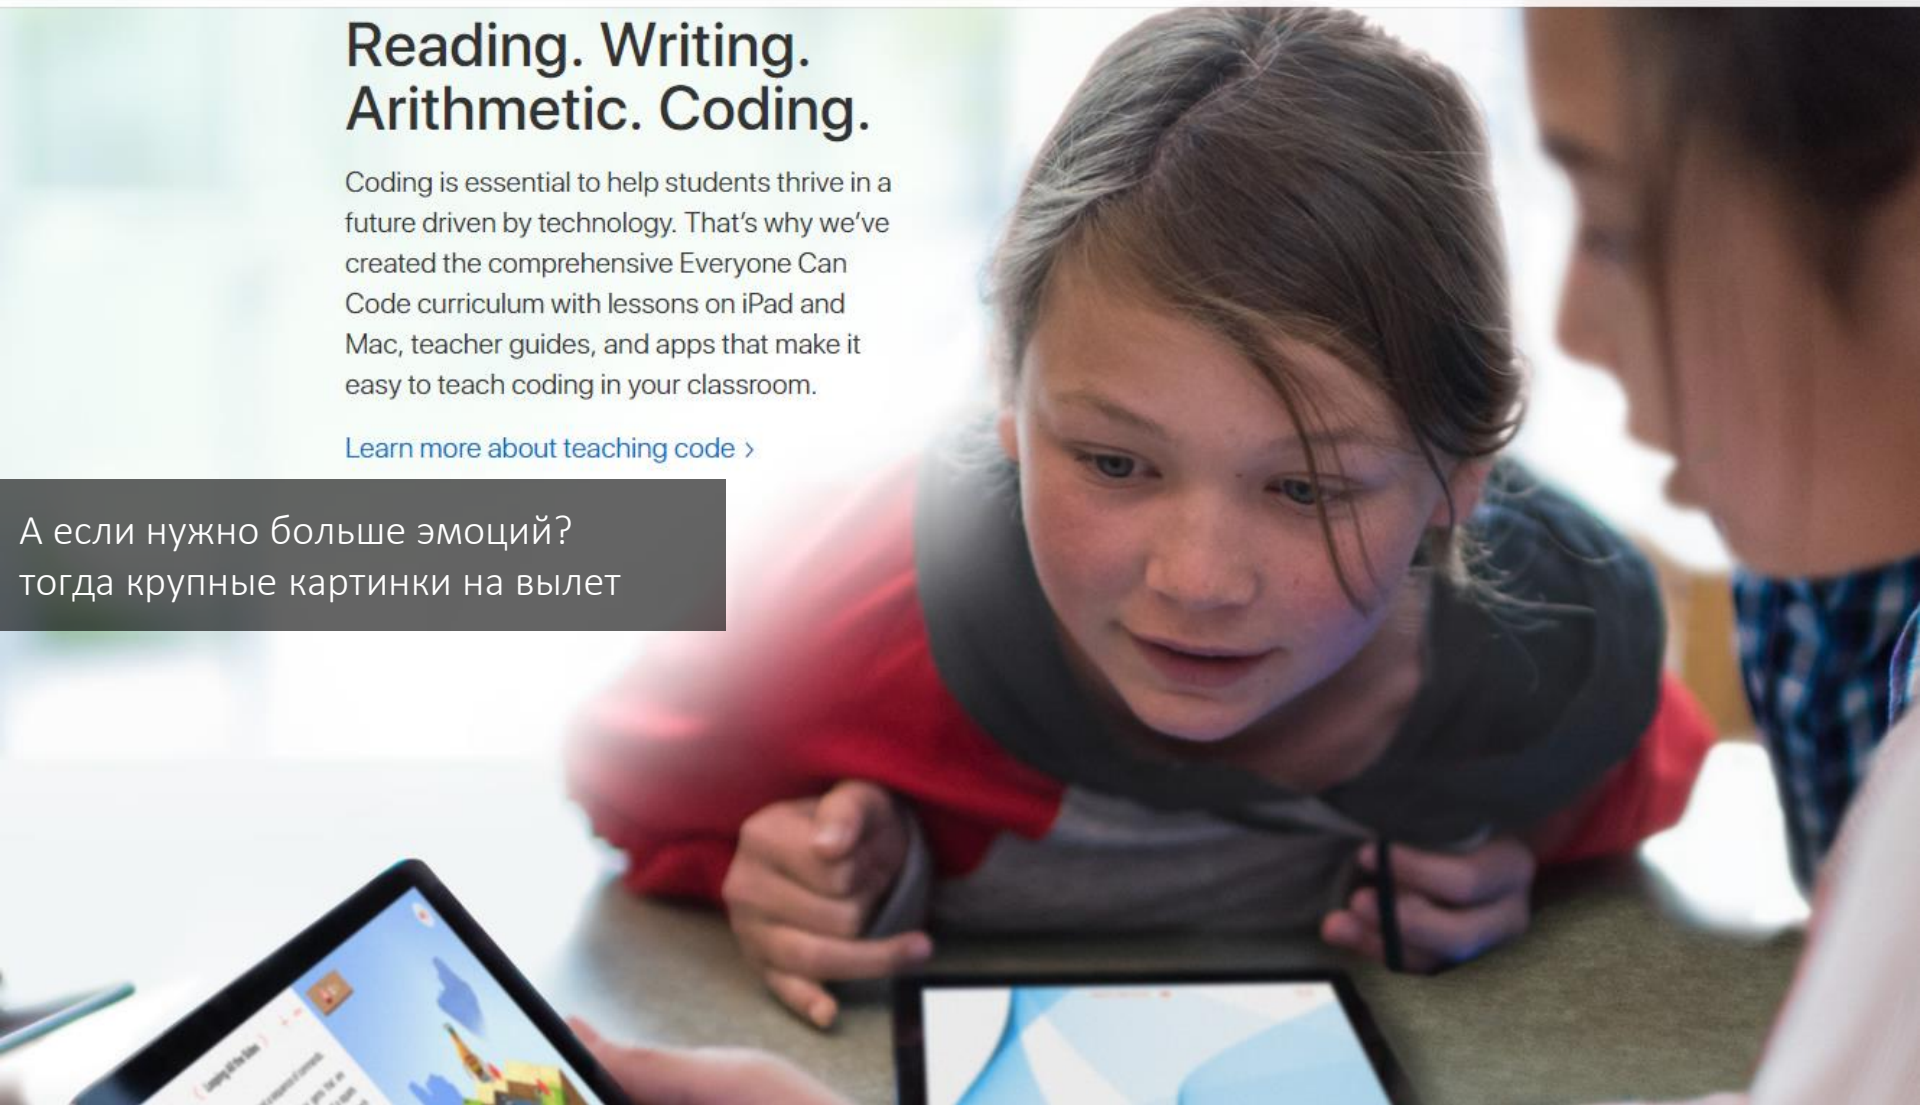 Reading. Writing.
Arithmetic. Coding.
Coding is essential to help students thrive in a
future driven by technology. That's why we've
created the comprehensive Everyone Can
Code curriculum with lessons on iPad and
Mac, teacher guides, and apps that make it
easy to teach coding in your classroom.
Learn more about teaching code >
А если нужно больше эмоций?
тогда крупные картинки на вылет